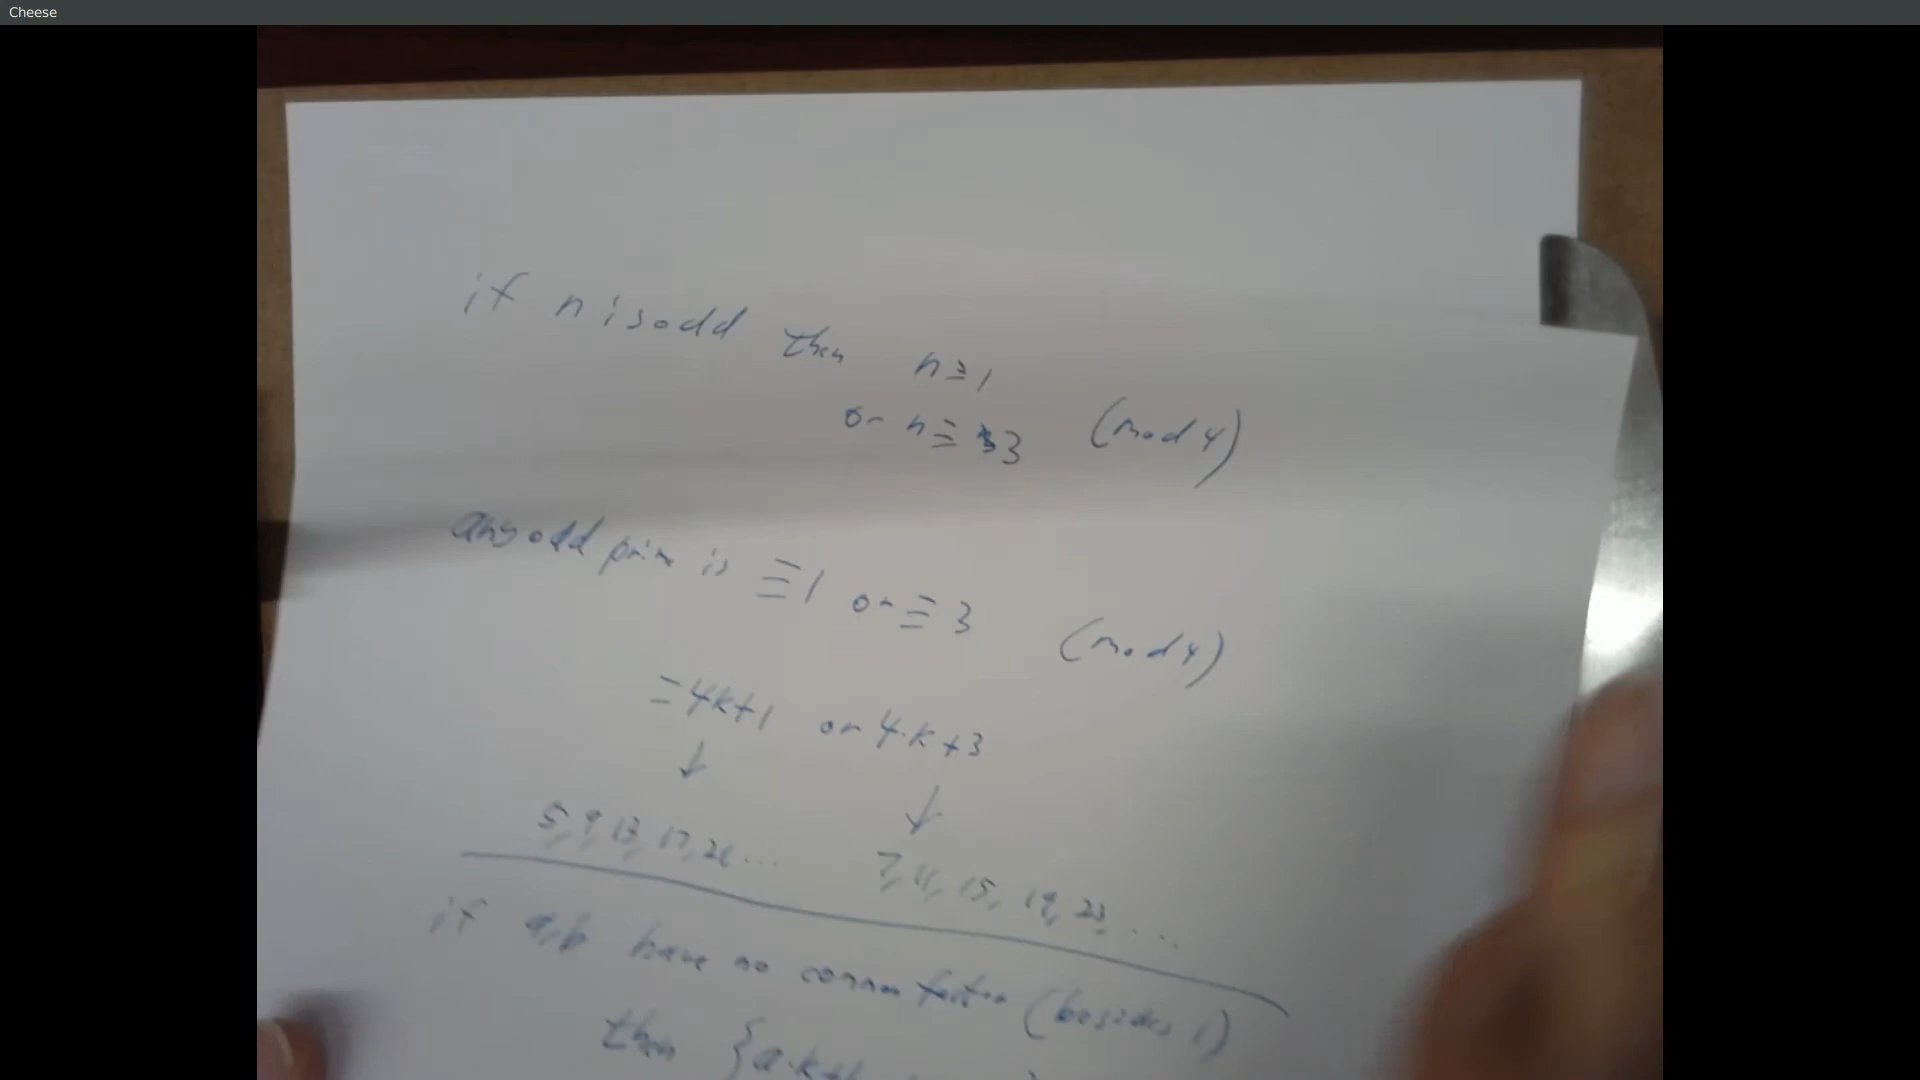 Cheese
if n is odd then n ≡ 1
or n ≡ 3 (mod 4)
any odd prime is ≡ 1 or ≡ 3 (mod 4)
= 4k+1 or 4·k+3
↓ ↓
5, 9, 13, 17, 21 ... 7, 11, 15, 19, 23, ...
if a,b have no common factor (besides 1)
then {a·k+b